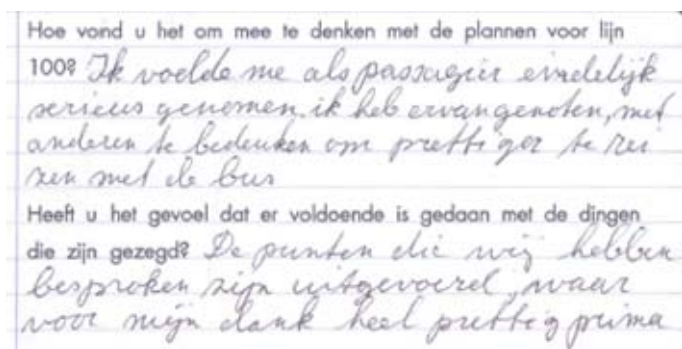 Hoe vond u het om mee te denken met de plannen voor lijn
100? Ik voelde me als passagier eindelijk
serieus genomen. ik heb ervan genoten, met
anderen te bedenken om prettiger te rei
zen met de bus
Heeft u het gevoel dat er voldoende is gedaan met de dingen
die zijn gezegd? De punten die wij hebben
besproken zijn uitgevoerd, waar
voor mijn dank heel prettig prima